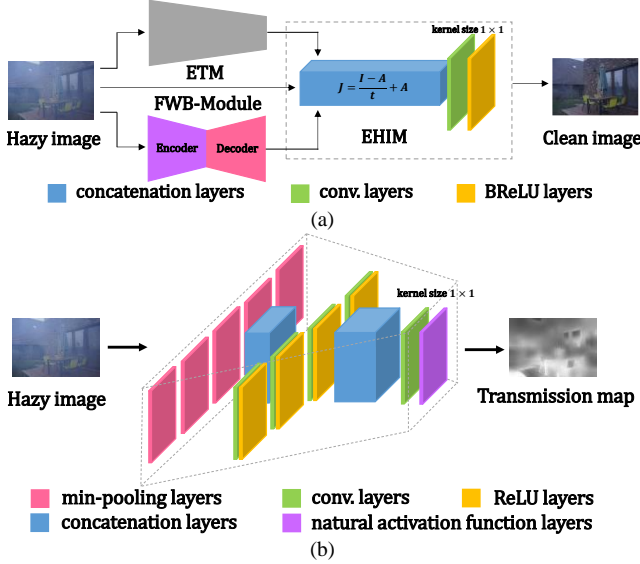 kernel size 1 × 1
ETM
FWB-Module
J = (I − A)/t + A
Hazy image
EHIM
Clean image
Encoder
Decoder
concatenation layers
conv. layers
BReLU layers
(a)
kernel size 1 × 1
Hazy image
Transmission map
min-pooling layers
conv. layers
ReLU layers
concatenation layers
natural activation function layers
(b)